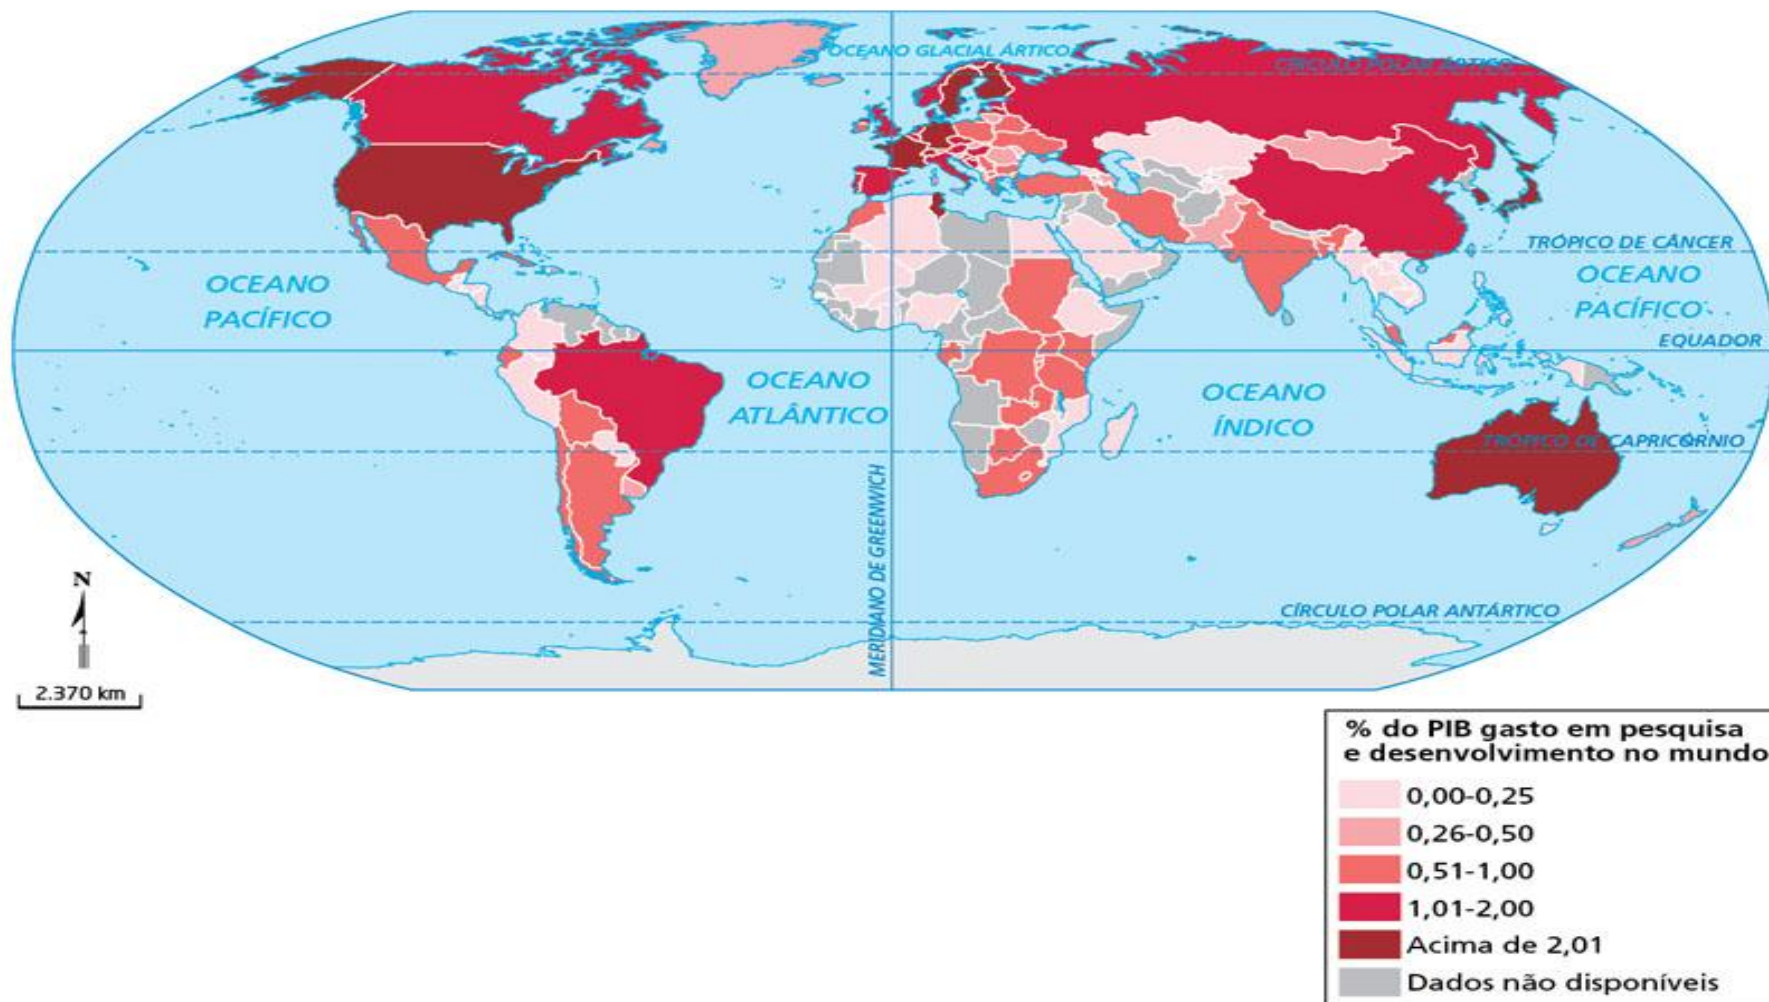 OCEANO GLACIAL ÁRTICO
CÍRCULO POLAR ÁRTICO
TRÓPICO DE CÂNCER
OCEANO
PACÍFICO
OCEANO
PACÍFICO
EQUADOR
OCEANO
ATLÂNTICO
OCEANO
ÍNDICO
TRÓPICO DE CAPRICÓRNIO
MERIDIANO DE GREENWICH
N
CÍRCULO POLAR ANTÁRTICO
2.370 km
% do PIB gasto em pesquisa
e desenvolvimento no mundo
0,00-0,25
0,26-0,50
0,51-1,00
1,01-2,00
Acima de 2,01
Dados não disponíveis